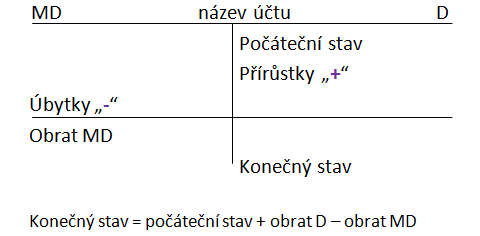 MD název účtu D
Počáteční stav
Přírůstky „+“
Úbytky „-“
Obrat MD
Konečný stav
Konečný stav = počáteční stav + obrat D – obrat MD